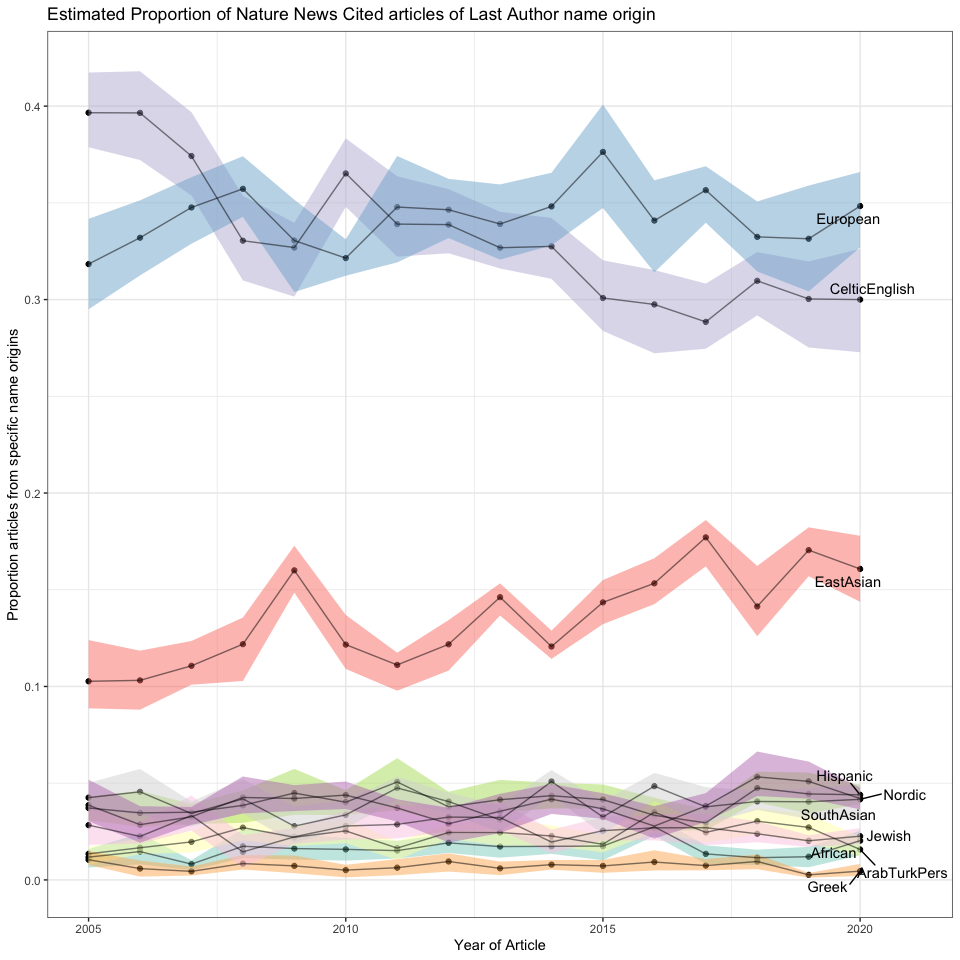 Estimated Proportion of Nature News Cited articles of Last Author name origin
0.4
0.3
0.2
0.1
0.0
Proportion articles from specific name origins
European
CelticEnglish
EastAsian
Hispanic
Nordic
SouthAsian
Jewish
African
ArabTurkPers
Greek
2005
2010
2015
2020
Year of Article